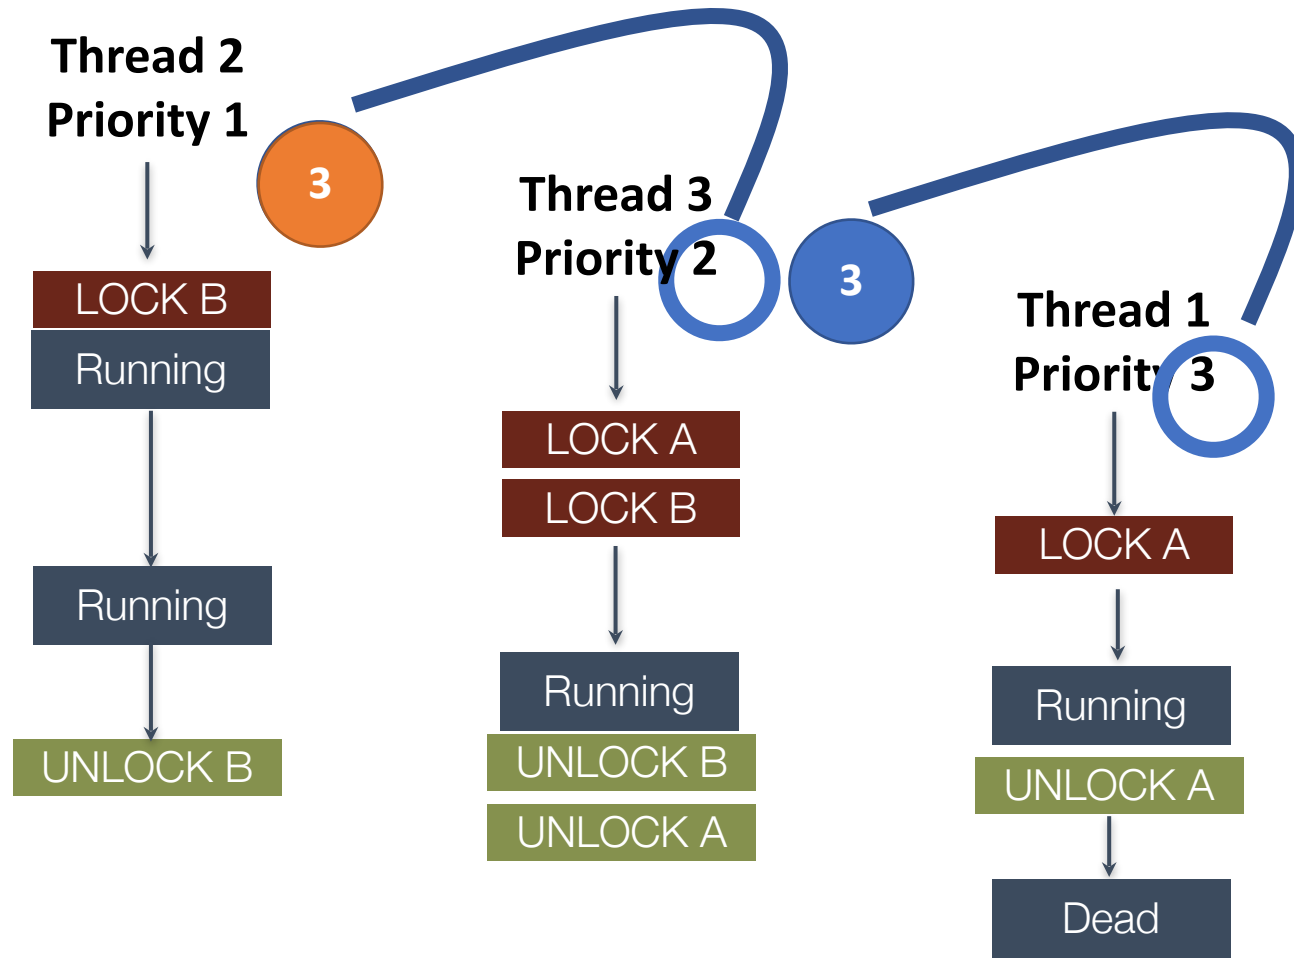 Thread 2
Priority 1
3
LOCK B
Running
Running
UNLOCK B
Thread 3
Priority 2
3
LOCK A
LOCK B
Running
UNLOCK B
UNLOCK A
Thread 1
Priority 3
LOCK A
Running
UNLOCK A
Dead